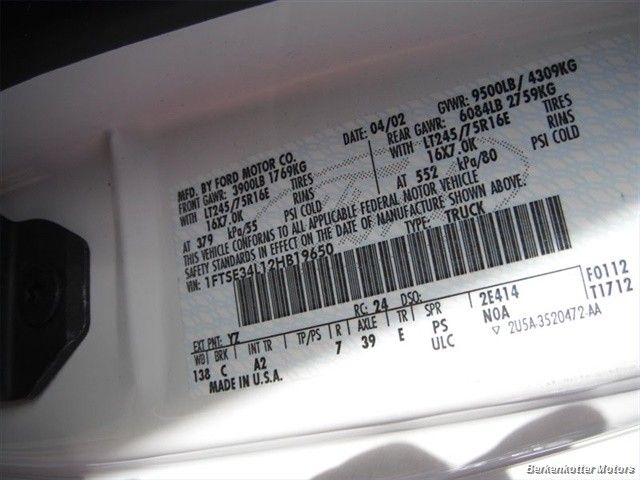 MFD. BY FORD MOTOR CO.
DATE: 04/02
GVWR: 9500LB/ 4309KG
FRONT GAWR: 3900LB 1769KG
REAR GAWR: 6084LB 2759KG
WITH LT245/75R16E TIRES
WITH LT245/75R16E TIRES
16X7.0K RINS
16X7.0K RINS
AT 379 kPa/55 PSI COLD
AT 552 kPa/80 PSI COLD
THIS VEHICLE CONFORMS TO ALL APPLICABLE FEDERAL MOTOR VEHICLE
SAFETY STANDARDS IN EFFECT ON THE DATE OF MANUFACTURE SHOWN ABOVE.
VIN: 1FTSE34L12HB19650
TYPE: TRUCK
F0112
T1712
EXT PNT: YZ RC: 24 DSO:
WB BRK INT TR TP/PS R AXLE TR SPR 2E414
138 C A2 7 39 E PS N0A
ULC
MADE IN U.S.A.
▽ 2U5A-3520472-AA
Berkenkotter Motors